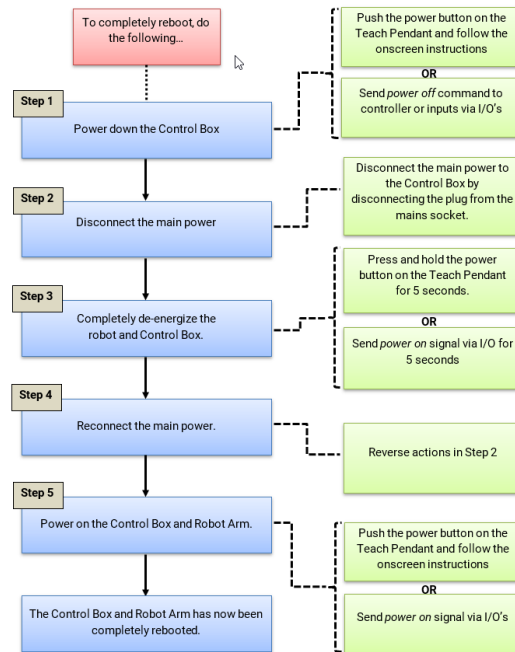 To completely reboot, do
the following...
Push the power button on the
Teach Pendant and follow the
onscreen instructions
OR
Send power off command to
controller or inputs via I/O's
Step 1
Power down the Control Box
Disconnect the main power to
the Control Box by
disconnecting the plug from the
mains socket.
Step 2
Disconnect the main power
Press and hold the power
button on the Teach Pendant
for 5 seconds.
OR
Send power on signal via I/O for
5 seconds
Step 3
Completely de-energize the
robot and Control Box.
Step 4
Reconnect the main power.
Reverse actions in Step 2
Step 5
Power on the Control Box and Robot Arm.
Push the power button on the
Teach Pendant and follow the
onscreen instructions
OR
Send power on signal via I/O's
The Control Box and Robot Arm has now been
completely rebooted.